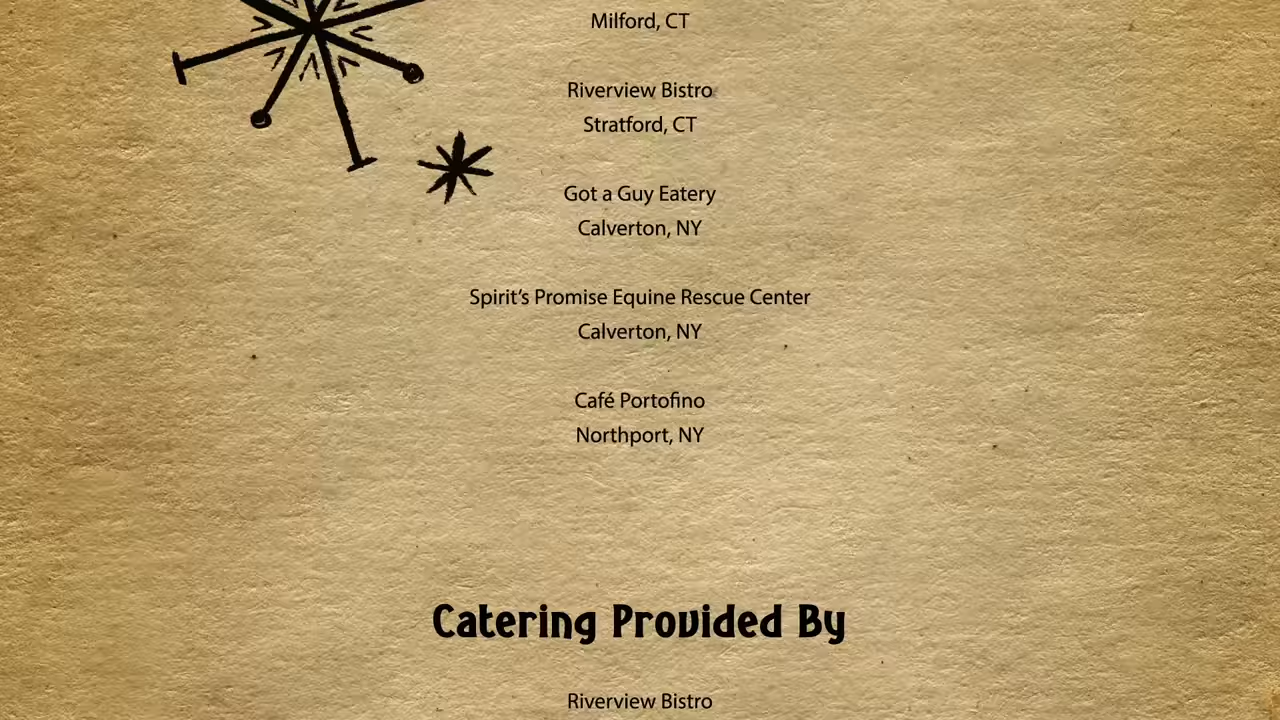 Milford, CT
Riverview Bistro
Stratford, CT
Got a Guy Eatery
Calverton, NY
Spirit’s Promise Equine Rescue Center
Calverton, NY
Café Portofino
Northport, NY
Catering Provided By
Riverview Bistro